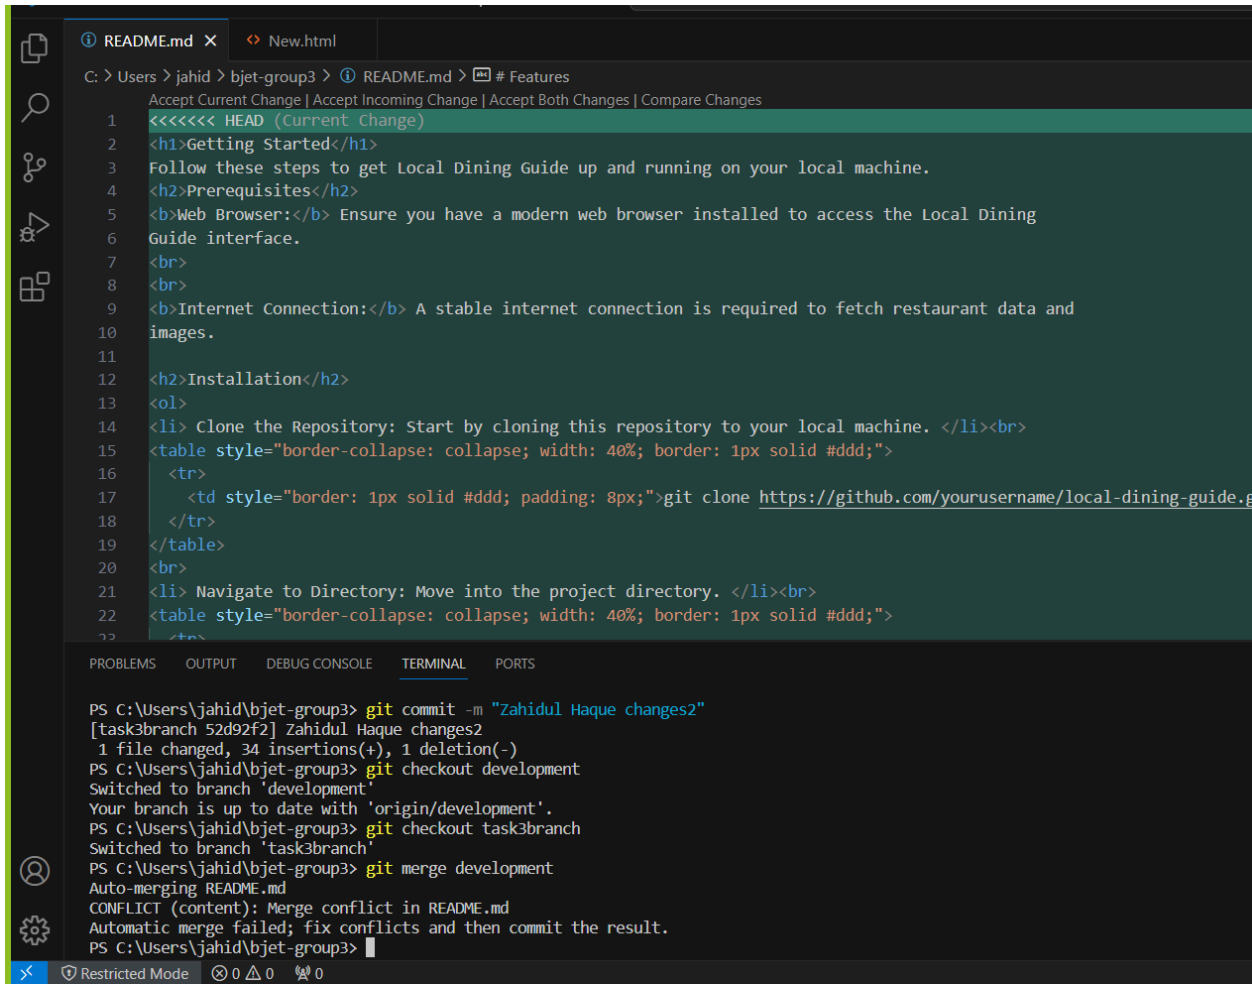 README.md
New.html
C: > Users > jahid > bjet-group3 > README.md > # Features
Accept Current Change | Accept Incoming Change | Accept Both Changes | Compare Changes
1 <<<<<<< HEAD (Current Change)
2 <h1>Getting Started</h1>
3 Follow these steps to get Local Dining Guide up and running on your local machine.
4 <h2>Prerequisites</h2>
5 <b>Web Browser:</b> Ensure you have a modern web browser installed to access the Local Dining
6 Guide interface.
7 <br>
8 <br>
9 <b>Internet Connection:</b> A stable internet connection is required to fetch restaurant data and
10 images.
11
12 <h2>Installation</h2>
13 <ol>
14 <li> Clone the Repository: Start by cloning this repository to your local machine. </li><br>
15 <table style="border-collapse: collapse; width: 40%; border: 1px solid #ddd;">
16 <tr>
17 <td style="border: 1px solid #ddd; padding: 8px;">git clone https://github.com/yourusername/local-dining-guide.g
18 </tr>
19 </table>
20 <br>
21 <li> Navigate to Directory: Move into the project directory. </li><br>
22 <table style="border-collapse: collapse; width: 40%; border: 1px solid #ddd;">
23 <tr>
PROBLEMS OUTPUT DEBUG CONSOLE TERMINAL PORTS
PS C:\Users\jahid\bjet-group3> git commit -m "Zahidul Haque changes2"
[task3branch 52d92f2] Zahidul Haque changes2
1 file changed, 34 insertions(+), 1 deletion(-)
PS C:\Users\jahid\bjet-group3> git checkout development
Switched to branch 'development'
Your branch is up to date with 'origin/development'.
PS C:\Users\jahid\bjet-group3> git checkout task3branch
Switched to branch 'task3branch'
PS C:\Users\jahid\bjet-group3> git merge development
Auto-merging README.md
CONFLICT (content): Merge conflict in README.md
Automatic merge failed; fix conflicts and then commit the result.
PS C:\Users\jahid\bjet-group3>
Restricted Mode 0 0 0